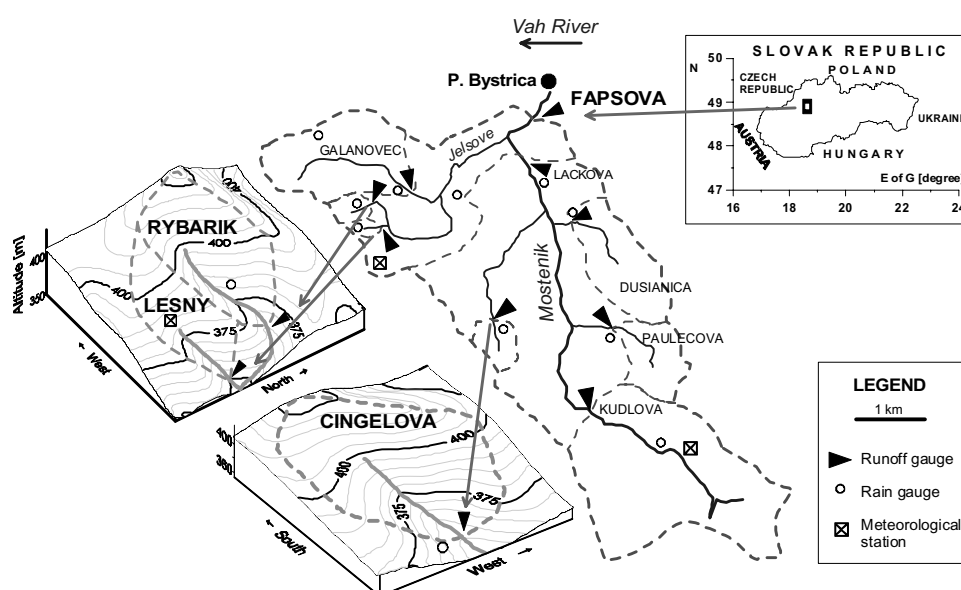 Vah River
P. Bystrica
FAPSOVA
Jelsove
GALANOVEC
LACKOVA
Mostenik
DUSIANICA
PAULECOVA
KUDLOVA
SLOVAK REPUBLIC
N
50
49
48
47
POLAND
CZECH
REPUBLIC
UKRAINE
AUSTRIA
HUNGARY
E of G [degree]
16 18 20 22 24
RYBARIK
LESNY
400
400
400
375
375
Altitude [m]
400
350
West
North
CINGELOVA
400
400
375
375
400
350
South
West
LEGEND
1 km
Runoff gauge
Rain gauge
Meteorological
station